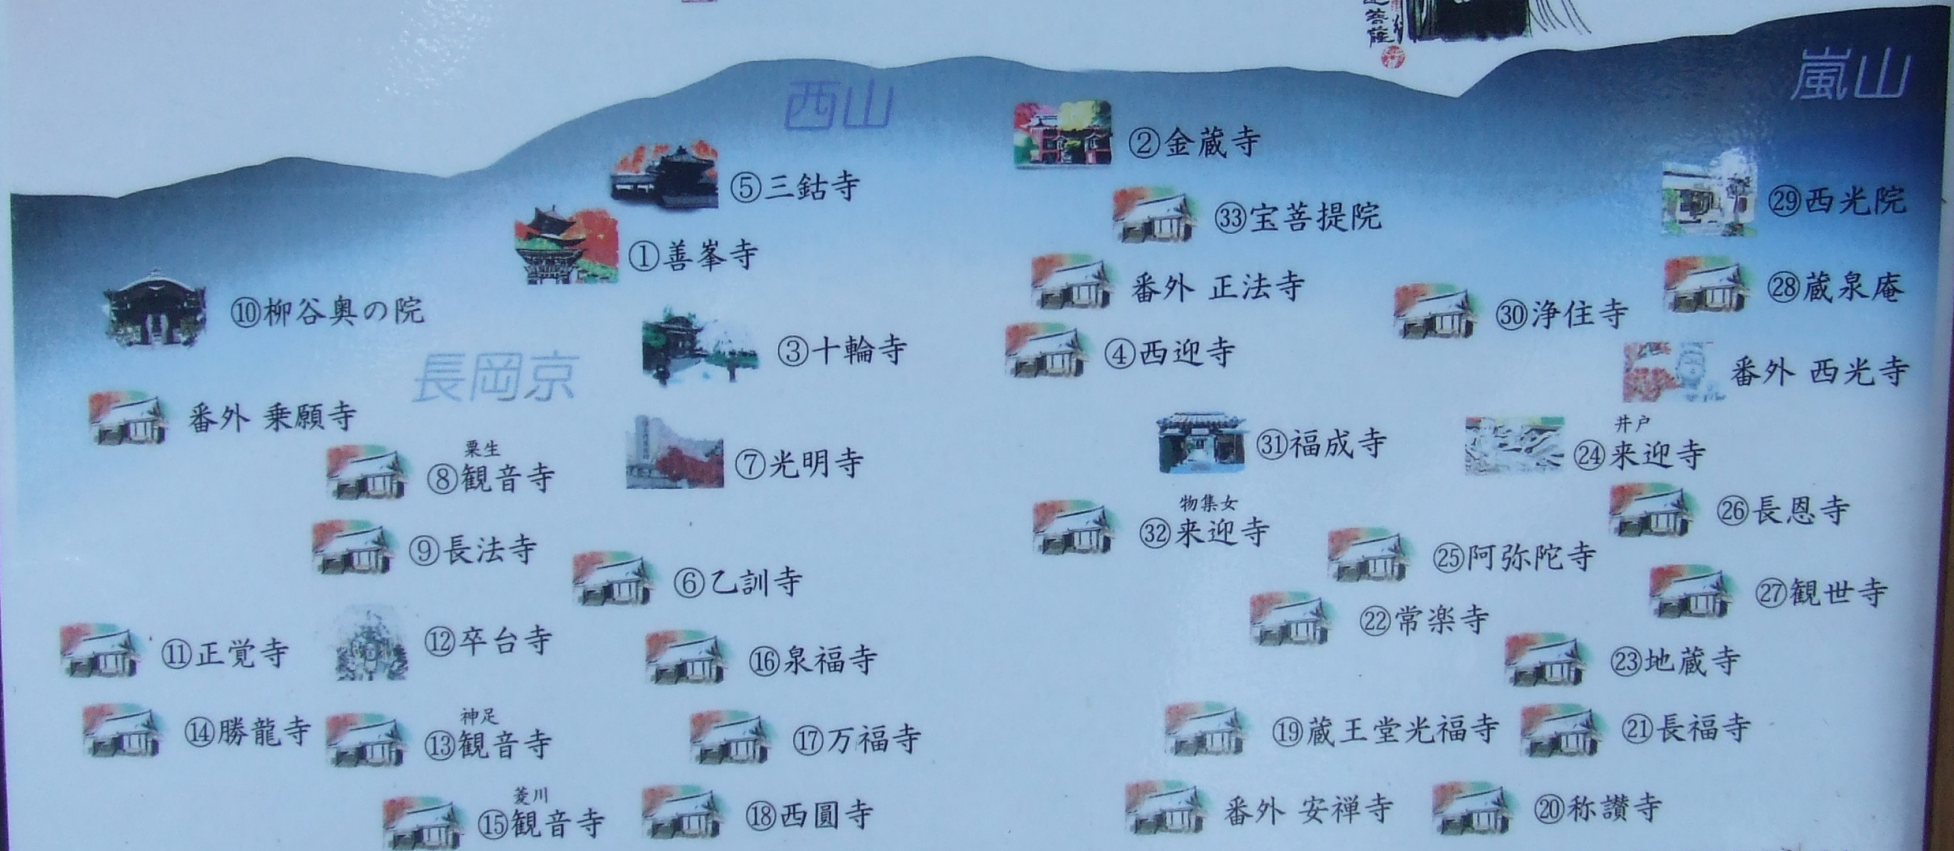 嵐山
西山
②金蔵寺
⑤三鈷寺
㉙西光院
㉝宝菩提院
①善峯寺
番外 正法寺
㉘蔵泉庵
⑩柳谷奥の院
㉚浄住寺
③十輪寺
④西迎寺
番外 西光寺
長岡京
番外 乗願寺
井戸
㉔来迎寺
㉛福成寺
粟生
⑧観音寺
⑦光明寺
物集女
㉜来迎寺
㉖長恩寺
⑨長法寺
㉕阿弥陀寺
⑥乙訓寺
㉗観世寺
㉒常楽寺
⑪正覚寺
⑫卒台寺
⑯泉福寺
㉓地蔵寺
⑭勝龍寺
神足
⑬観音寺
⑰万福寺
⑲蔵王堂光福寺
㉑長福寺
菱川
⑮観音寺
⑱西圓寺
番外 安禅寺
⑳称讃寺